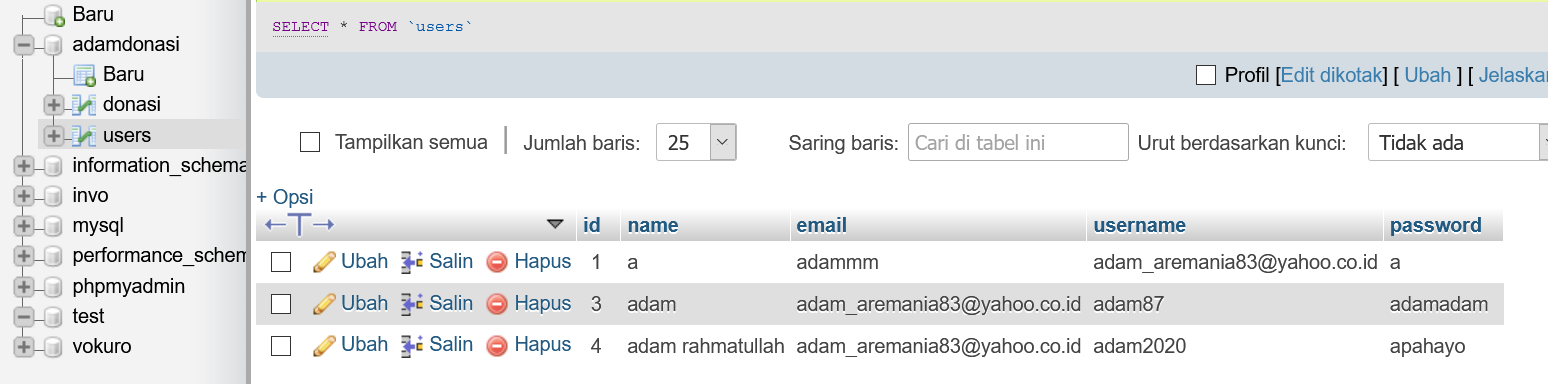 Baru
adamdonasi
Baru
donasi
users
information_schema
invo
mysql
performance_schem
phpmyadmin
test
vokuro
SELECT * FROM `users`
Profil [Edit dikotak] [ Ubah ] [ Jelaskan
Tampilkan semua Jumlah baris: 25 Saring baris: Cari di tabel ini Urut berdasarkan kunci: Tidak ada
+ Opsi
←T→ id name email username password
Ubah Salin Hapus 1 a adammm adam_aremania83@yahoo.co.id a
Ubah Salin Hapus 3 adam adam_aremania83@yahoo.co.id adam87 adamadam
Ubah Salin Hapus 4 adam rahmatullah adam_aremania83@yahoo.co.id adam2020 apahayo